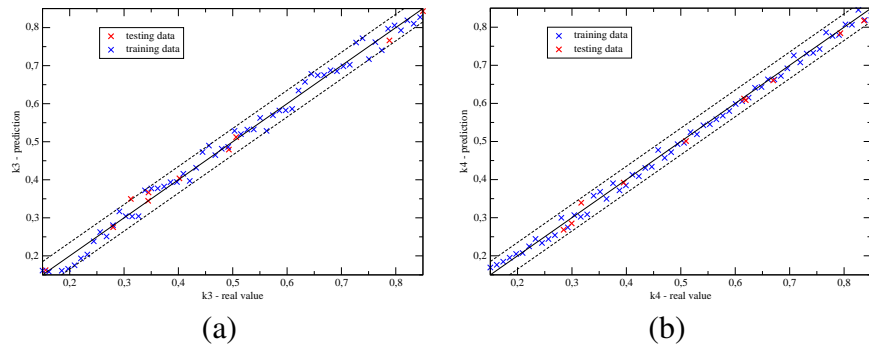 testing data
training data
0,8
0,7
0,6
0,5
0,4
0,3
0,2
k3 - prediction
0,2 0,3 0,4 0,5 0,6 0,7 0,8
k3 - real value
(a)
training data
testing data
0,8
0,7
0,6
0,5
0,4
0,3
0,2
k4 - prediction
0,2 0,3 0,4 0,5 0,6 0,7 0,8
k4 - real value
(b)